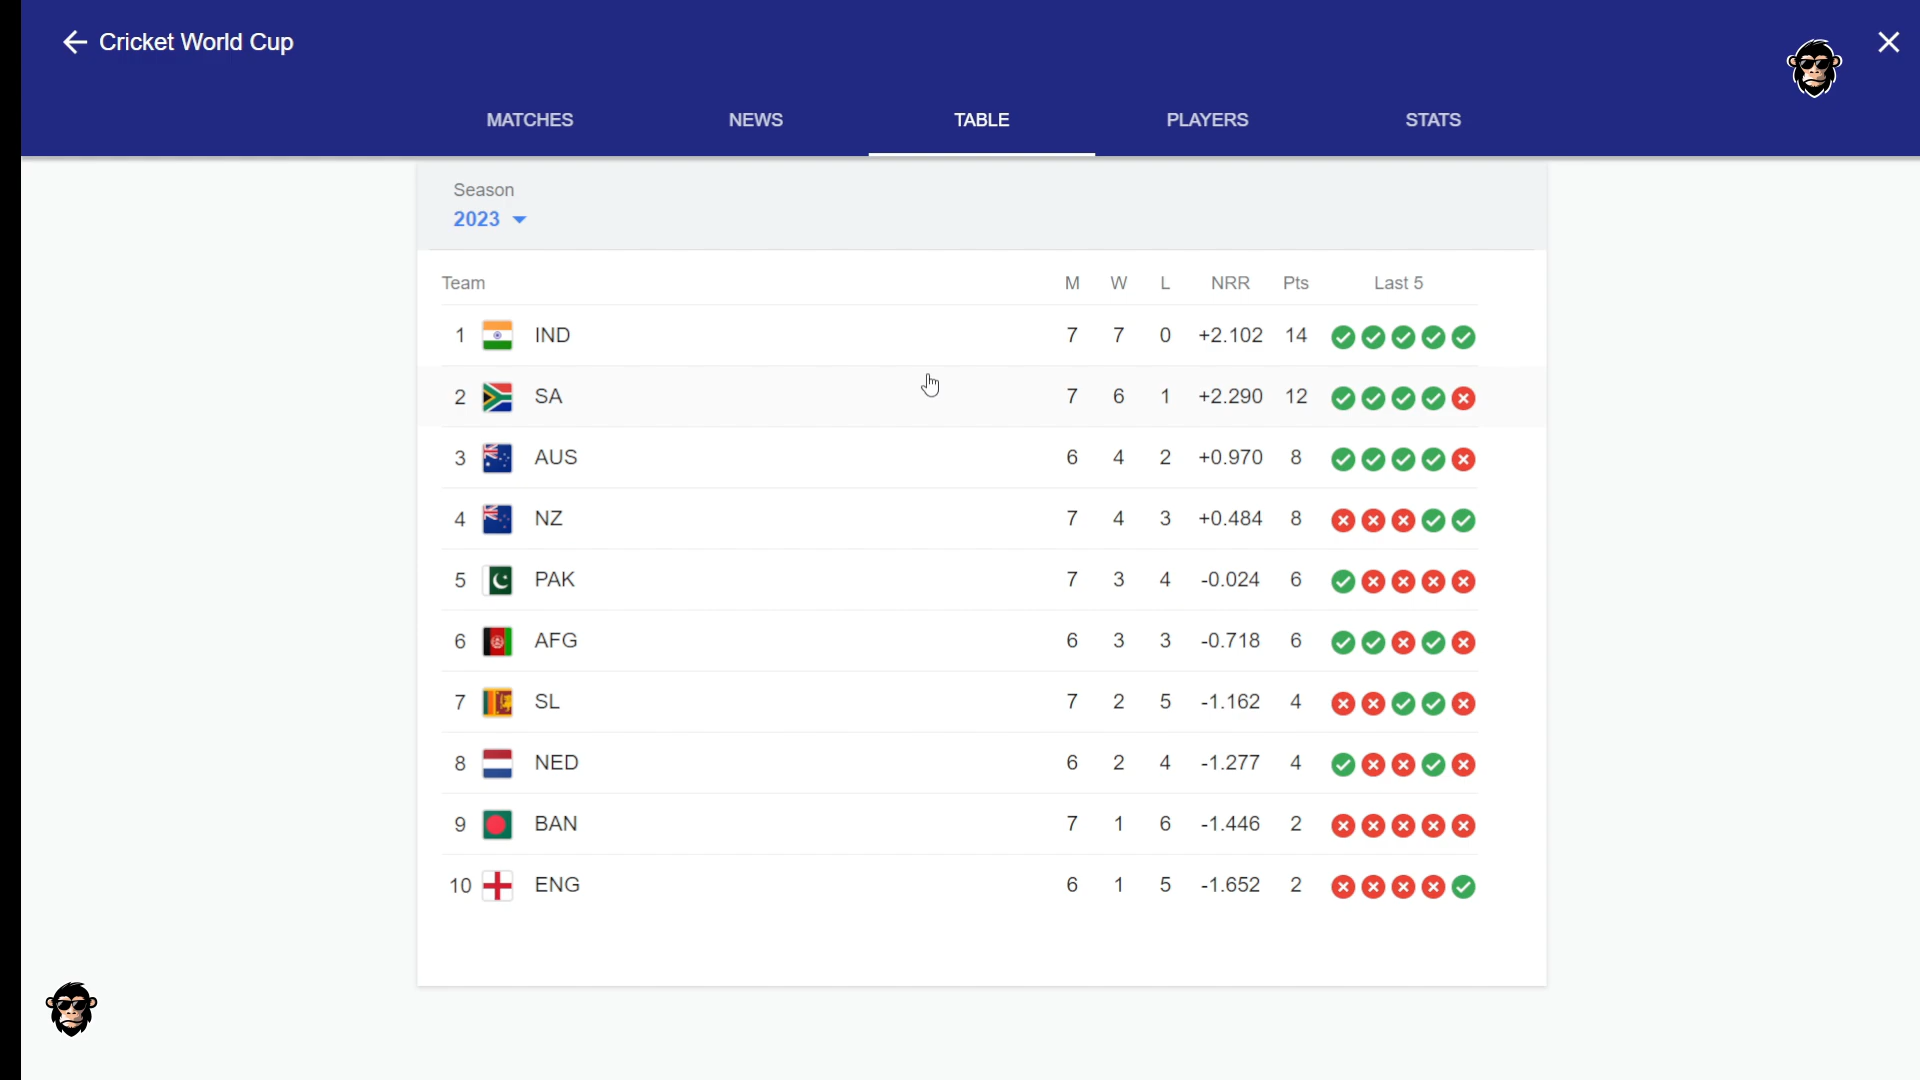 Cricket World Cup
MATCHES NEWS TABLE PLAYERS STATS
Season
2023
Team M W L NRR Pts Last 5
1 IND 7 7 0 +2.102 14
2 SA 7 6 1 +2.290 12
3 AUS 6 4 2 +0.970 8
4 NZ 7 4 3 +0.484 8
5 PAK 7 3 4 -0.024 6
6 AFG 6 3 3 -0.718 6
7 SL 7 2 5 -1.162 4
8 NED 6 2 4 -1.277 4
9 BAN 7 1 6 -1.446 2
10 ENG 6 1 5 -1.652 2